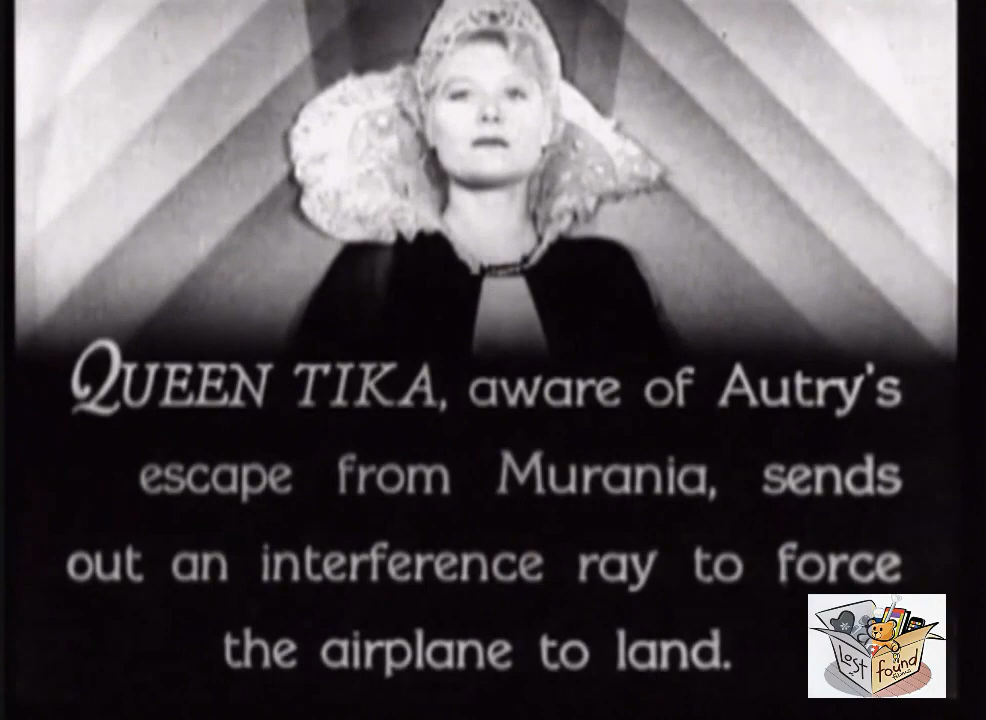 QUEEN TIKA, aware of Autry's
escape from Murania, sends
out an interference ray to force
the airplane to land.
Lost
found
films